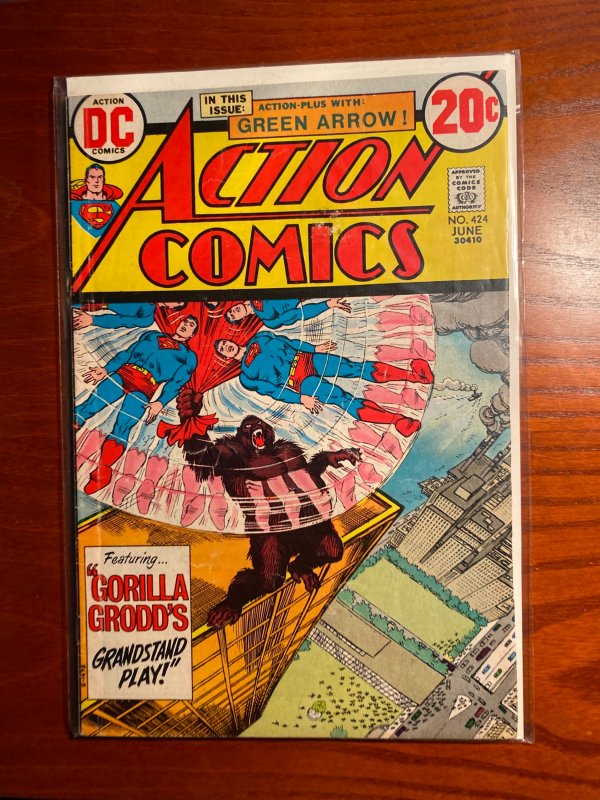 ACTION
DC
COMICS
IN THIS
ISSUE:
ACTION-PLUS WITH:
GREEN ARROW!
20¢
ACTION
COMICS
APPROVED
BY THE
COMICS
CODE
AUTHORITY
NO. 424
JUNE
30410
Featuring...
"GORILLA
GRODD'S
GRANDSTAND
PLAY!"